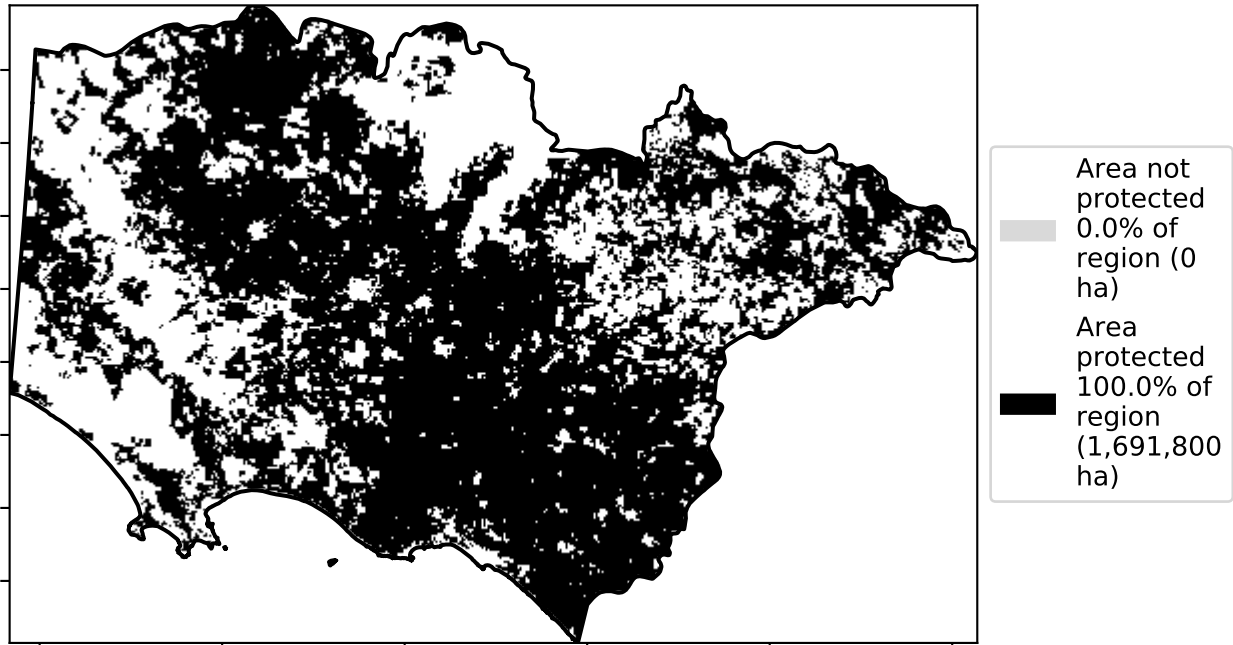 Area not
protected
0.0% of
region (0
ha)
Area
protected
100.0% of
region
(1,691,800
ha)